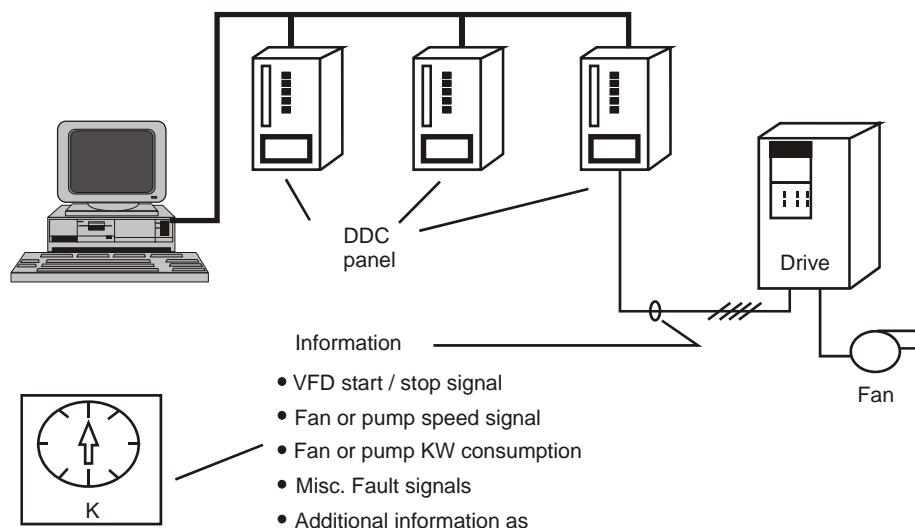 DDC
panel
Drive
Fan
Information
• VFD start / stop signal
• Fan or pump speed signal
• Fan or pump KW consumption
• Misc. Fault signals
• Additional information as
K